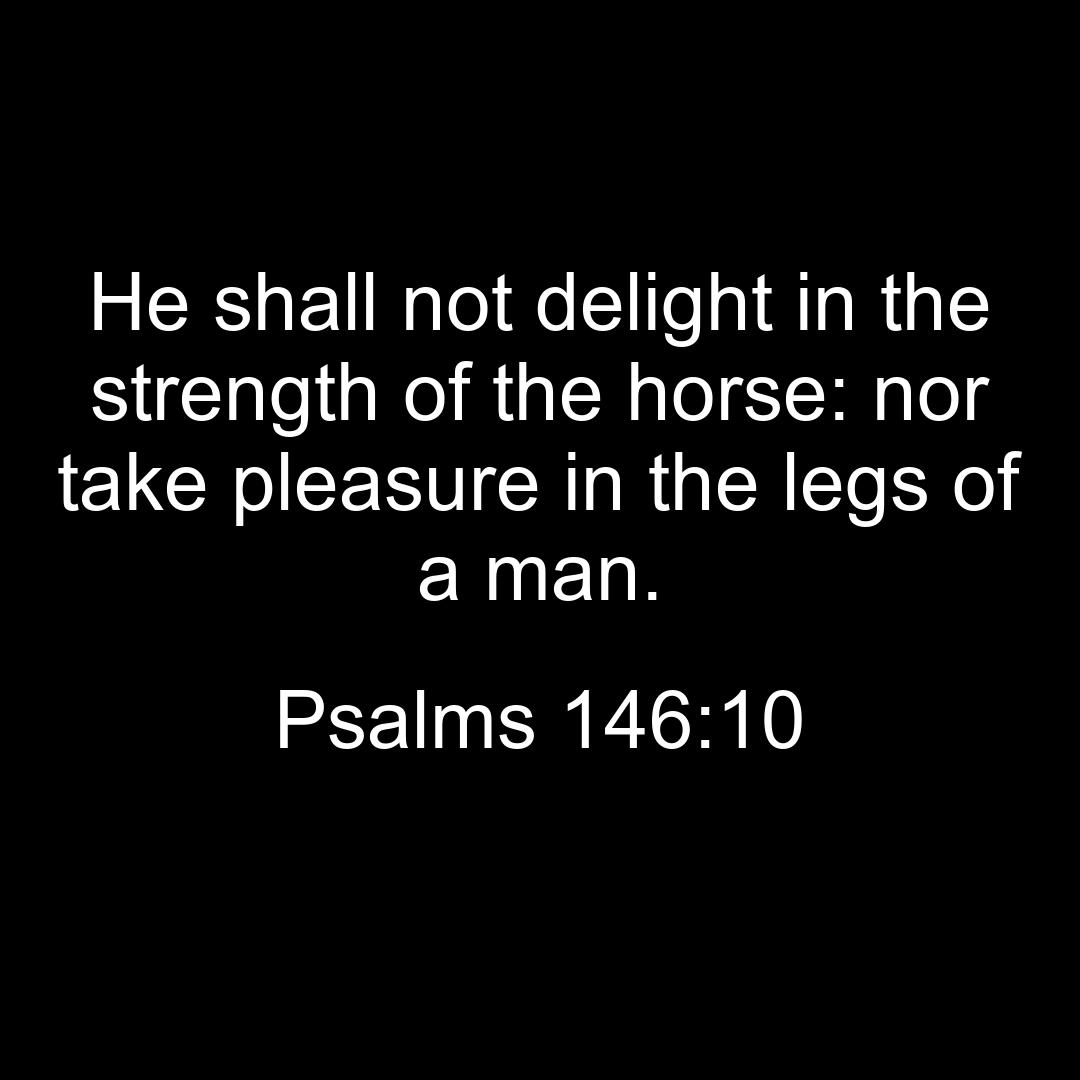 He shall not delight in the
strength of the horse: nor
take pleasure in the legs of
a man.
Psalms 146:10